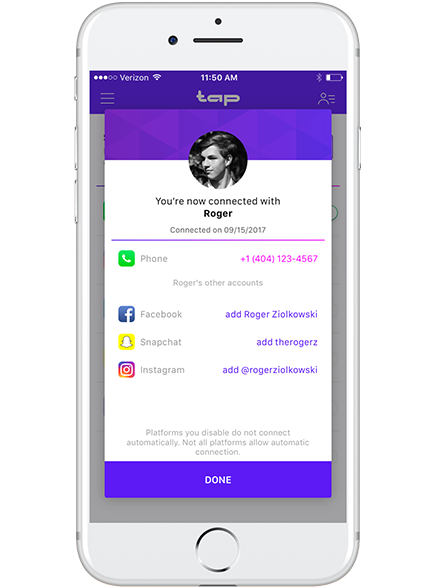 Verizon 11:50 AM
tap
You're now connected with
Roger
Connected on 09/15/2017
Phone +1 (404) 123-4567
Roger's other accounts
Facebook add Roger Ziolkowski
Snapchat add therogerz
Instagram add @rogerziolkowski
Platforms you disable do not connect
automatically. Not all platforms allow automatic
connection.
DONE